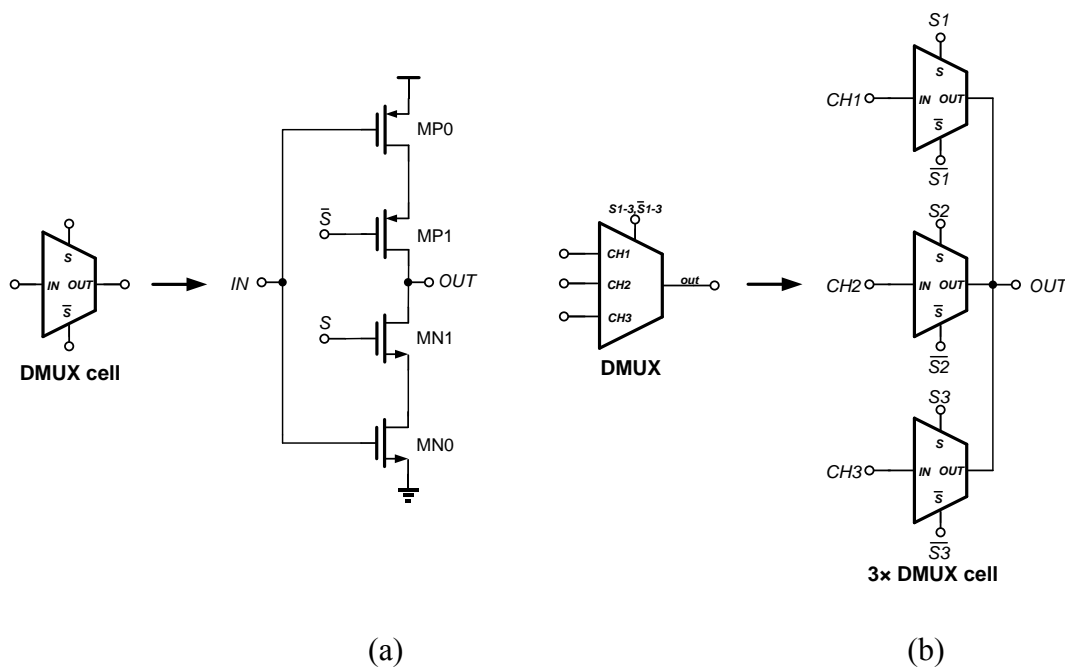 S
IN OUT
S̅
DMUX cell
MP0
S̅
MP1
IN
OUT
S
MN1
MN0
(a)
S1-3,S̅1-3
CH1
CH2
CH3
out
DMUX
S1
S
CH1
IN OUT
S̅
S̅1̅
S2
S
CH2
IN OUT
OUT
S̅
S̅2̅
S3
S
CH3
IN OUT
S̅
S̅3̅
3× DMUX cell
(b)